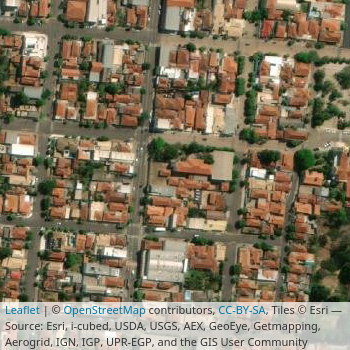 Leaflet | © OpenStreetMap contributors, CC-BY-SA, Tiles © Esri —
Source: Esri, i-cubed, USDA, USGS, AEX, GeoEye, Getmapping,
Aerogrid, IGN, IGP, UPR-EGP, and the GIS User Community